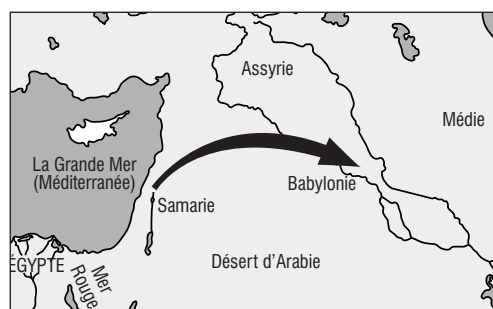 Assyrie
Médie
La Grande Mer
(Méditerranée)
Babylonie
Samarie
Désert d'Arabie
ÉGYPTE
Mer
Rouge